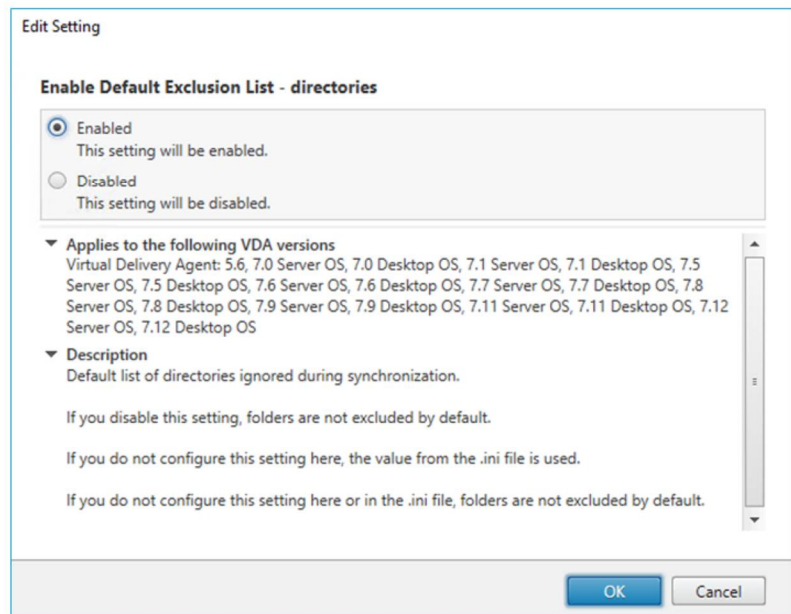 Edit Setting
Enable Default Exclusion List - directories
Enabled
This setting will be enabled.
Disabled
This setting will be disabled.
Applies to the following VDA versions
Virtual Delivery Agent: 5.6, 7.0 Server OS, 7.0 Desktop OS, 7.1 Server OS, 7.1 Desktop OS, 7.5
Server OS, 7.5 Desktop OS, 7.6 Server OS, 7.6 Desktop OS, 7.7 Server OS, 7.7 Desktop OS, 7.8
Server OS, 7.8 Desktop OS, 7.9 Server OS, 7.9 Desktop OS, 7.11 Server OS, 7.11 Desktop OS, 7.12
Server OS, 7.12 Desktop OS
Description
Default list of directories ignored during synchronization.
If you disable this setting, folders are not excluded by default.
If you do not configure this setting here, the value from the .ini file is used.
If you do not configure this setting here or in the .ini file, folders are not excluded by default.
OK
Cancel